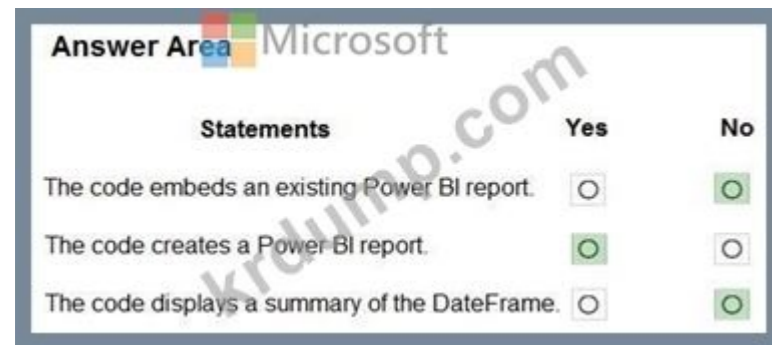 Answer Area Microsoft
Statements Yes No
The code embeds an existing Power BI report.
The code creates a Power BI report.
The code displays a summary of the DateFrame.
krdump.com